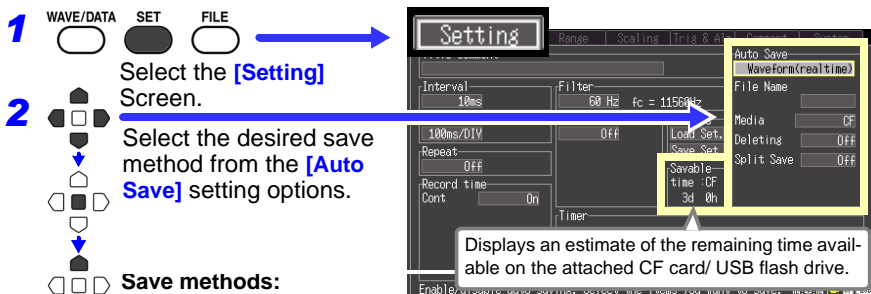 1 WAVE/DATA SET FILE
Select the [Setting]
Screen.
2
Select the desired save
method from the [Auto
Save] setting options.
Save methods:
Setting Range Scaling Trig & Al
Auto Save
Waveform(realtime)
File Name
Media CF
Deleting Off
Split Save Off
Interval
10ms
100ms/DIV
Repeat
Off
Record time
Cont On
Filter
60 Hz fc = 11560Hz
Off
Load Set.
Save Set.
Savable
time :CF
3d 0h
Timer
Displays an estimate of the remaining time avail-
able on the attached CF card/ USB flash drive.